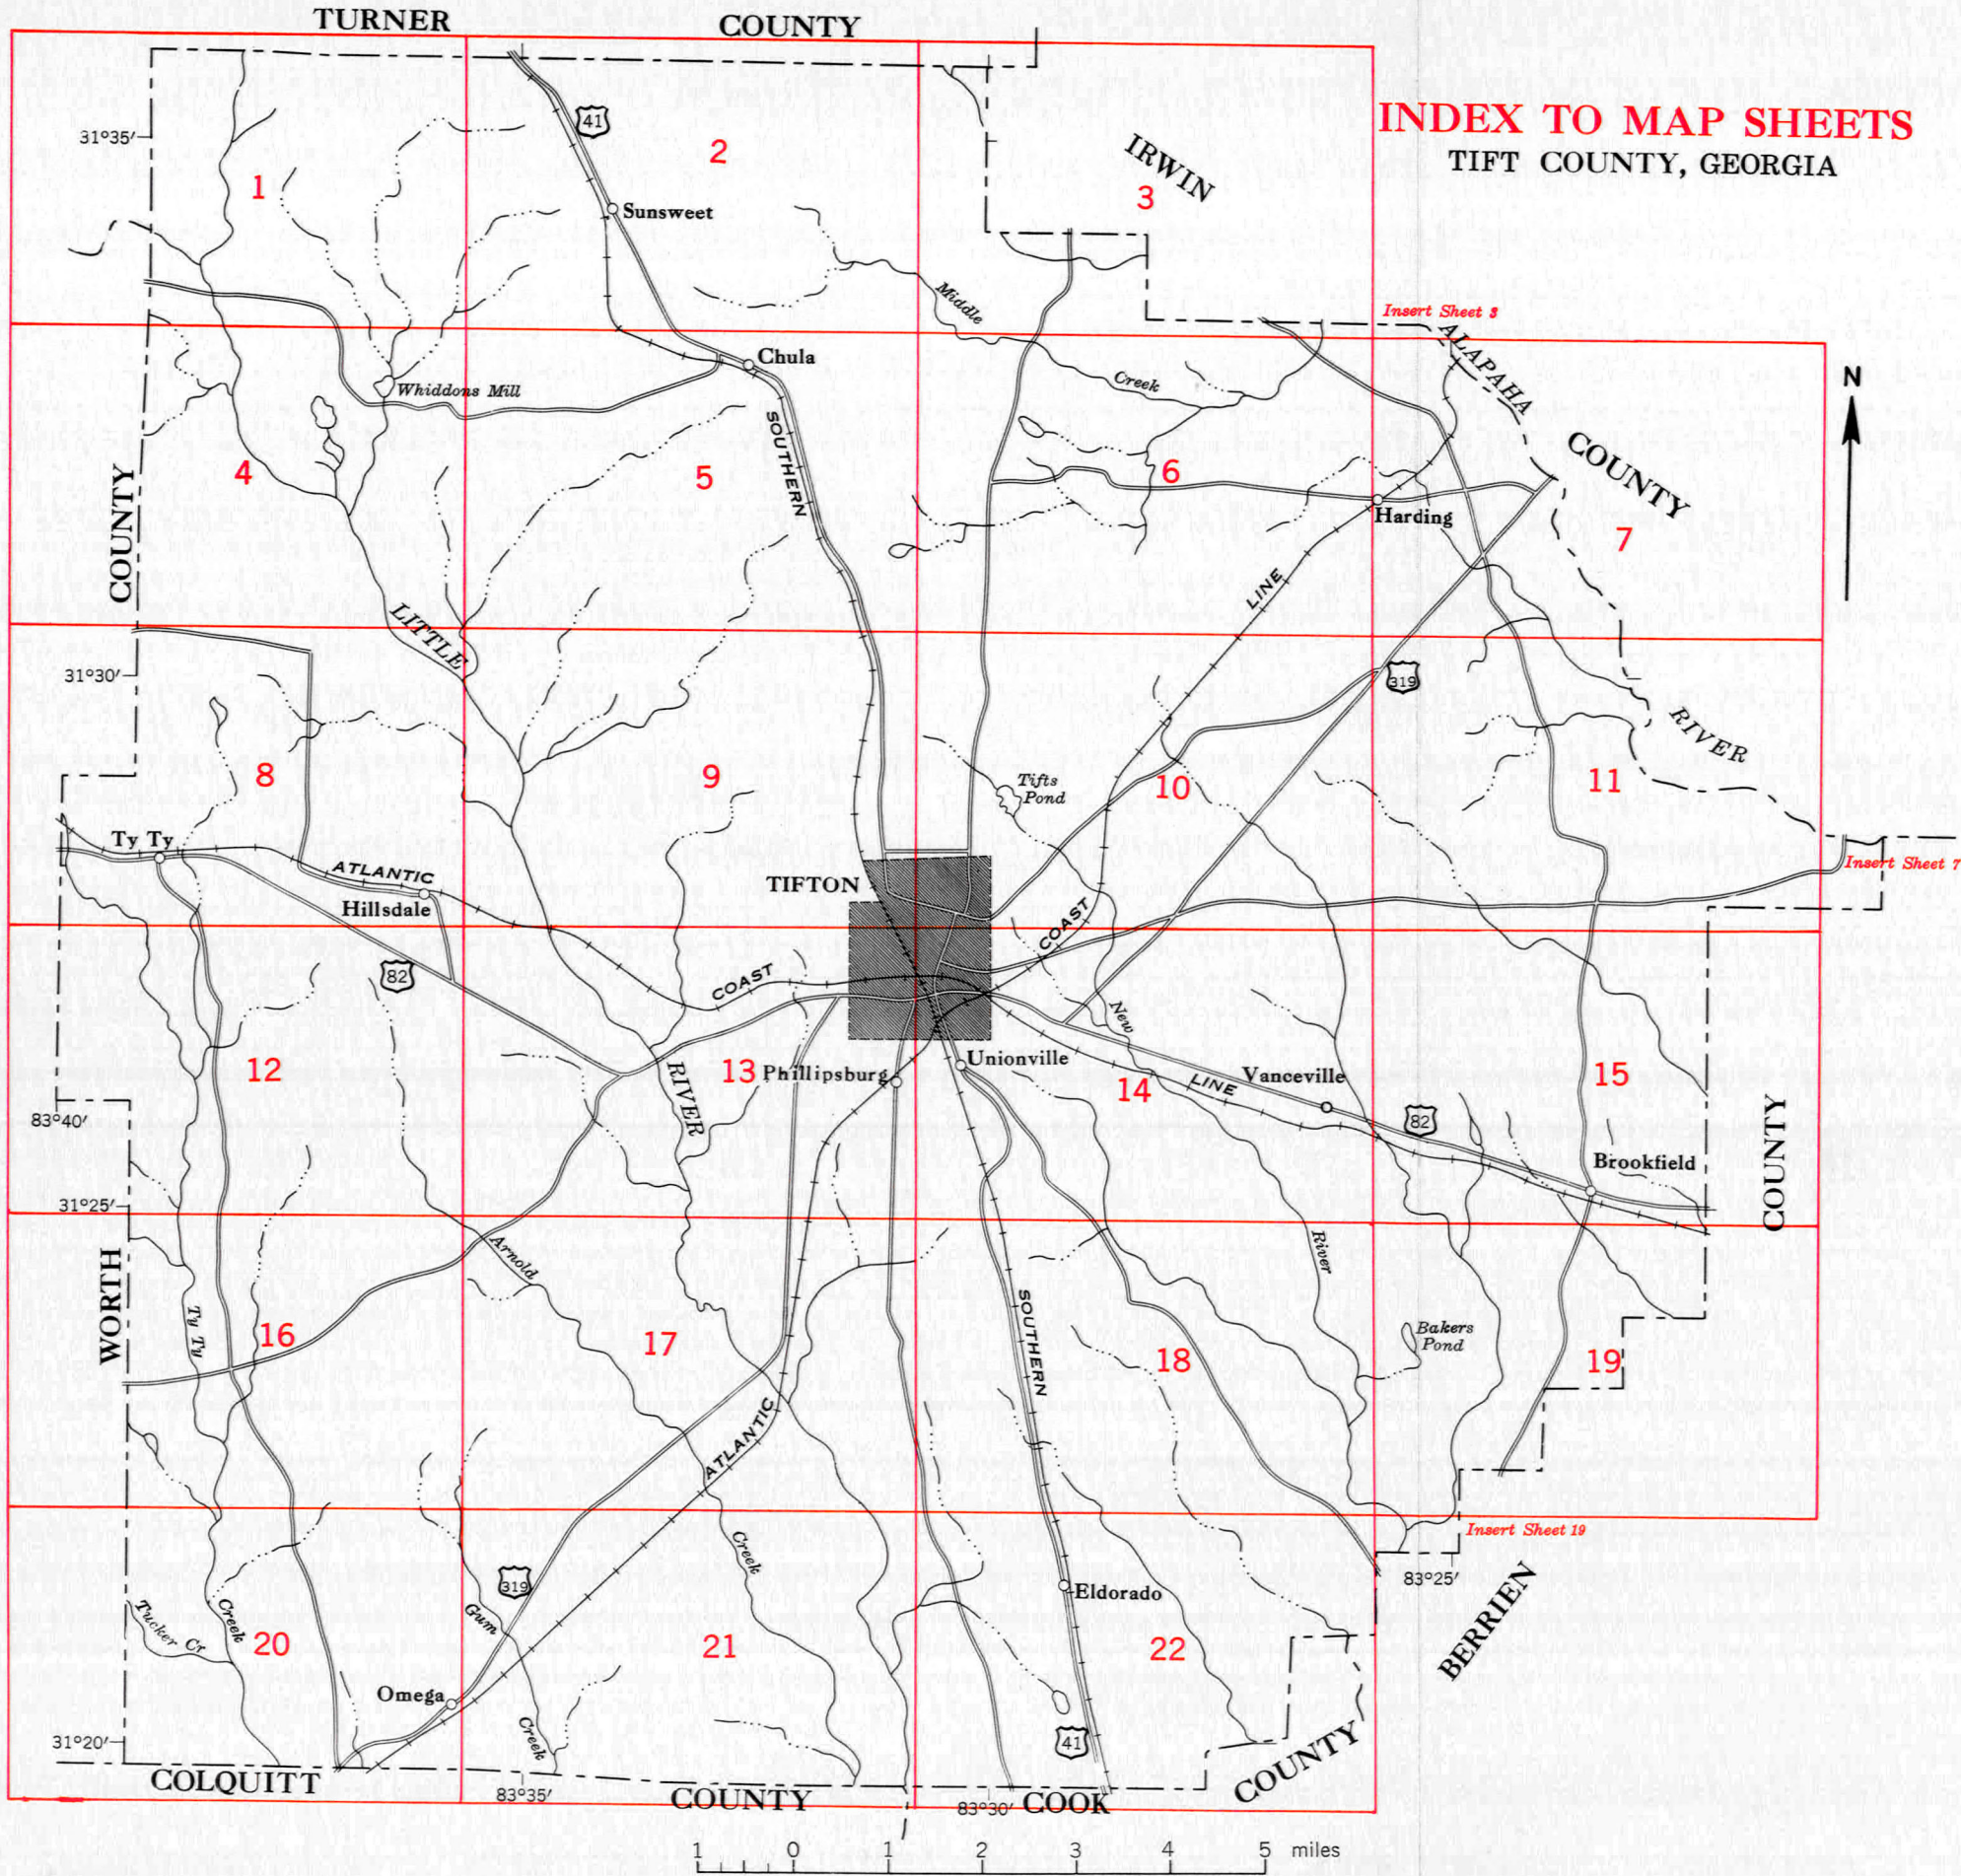 TURNER COUNTY
INDEX TO MAP SHEETS
TIFT COUNTY, GEORGIA
31°35′
41
1
2
3
IRWIN
Sunsweet
Middle
Insert Sheet 3
ALAPAHA
Chula
Whiddons Mill
Creek
N
SOUTHERN
COUNTY
4
5
6
7
COUNTY
Harding
LITTLE
LINE
31°30′
319
RIVER
8
9
10
11
Tifts
Pond
Ty Ty
ATLANTIC
Hillsdale
TIFTON
Insert Sheet 7
COAST
82
COAST
New
12
13
14
15
RIVER
Phillipsburg
Unionville
LINE
Vanceville
82
83°40′
COUNTY
Brookfield
31°25′
WORTH
Arnold
River
Ty Ty
16
17
18
19
SOUTHERN
Bakers
Pond
ATLANTIC
Insert Sheet 19
Creek
319
83°25′
Eldorado
BERRIEN
Tucker Cr
Creek
Gum
20
21
22
Omega
Creek
31°20′
41
COUNTY
COLQUITT
83°35′
COUNTY
83°30′
COOK
1 0 1 2 3 4 5 miles